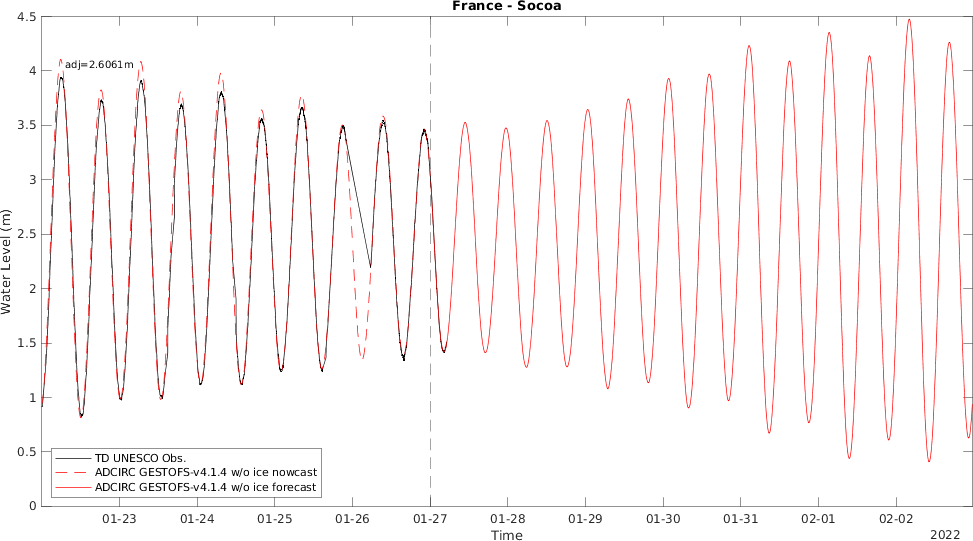 France - Socoa
4.5
4
3.5
3
2.5
2
1.5
1
0.5
0
Water Level (m)
adj=2.6061m
TD UNESCO Obs.
ADCIRC GESTOFS-v4.1.4 w/o ice nowcast
ADCIRC GESTOFS-v4.1.4 w/o ice forecast
01-23 01-24 01-25 01-26 01-27 01-28 01-29 01-30 01-31 02-01 02-02
Time
2022